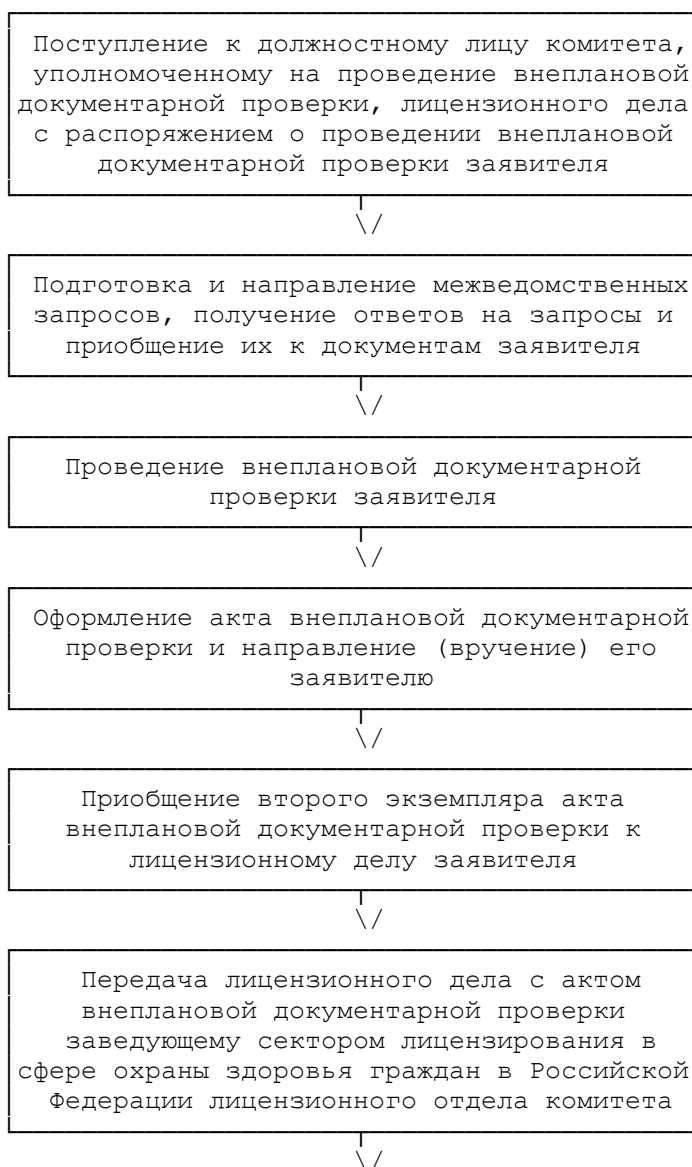 Поступление к должностному лицу комитета,
уполномоченному на проведение внеплановой
документарной проверки, лицензионного дела
с распоряжением о проведении внеплановой
документарной проверки заявителя
\/
Подготовка и направление межведомственных
запросов, получение ответов на запросы и
приобщение их к документам заявителя
\/
Проведение внеплановой документарной
проверки заявителя
\/
Оформление акта внеплановой документарной
проверки и направление (вручение) его
заявителю
\/
Приобщение второго экземпляра акта
внеплановой документарной проверки к
лицензионному делу заявителя
\/
Передача лицензионного дела с актом
внеплановой документарной проверки
заведующему сектором лицензирования в
сфере охраны здоровья граждан в Российской
Федерации лицензионного отдела комитета
\/